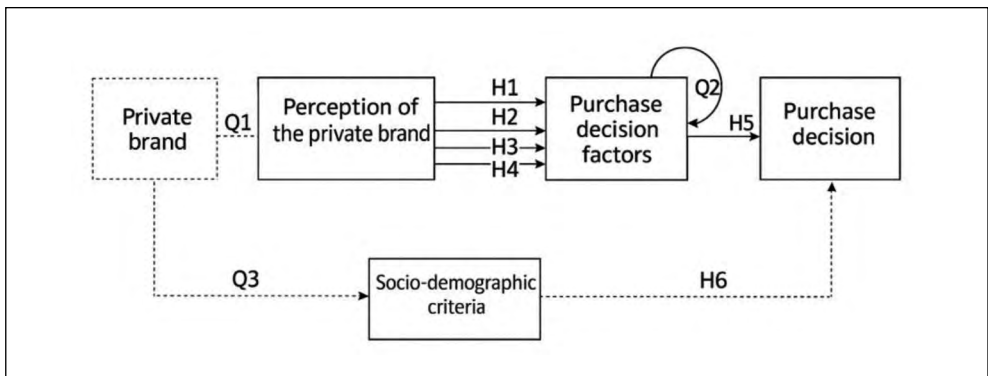 Private
brand
Q1
Perception of
the private brand
H1
H2
H3
H4
Purchase
decision
factors
Q2
H5
Purchase
decision
Q3
Socio-demographic
criteria
H6